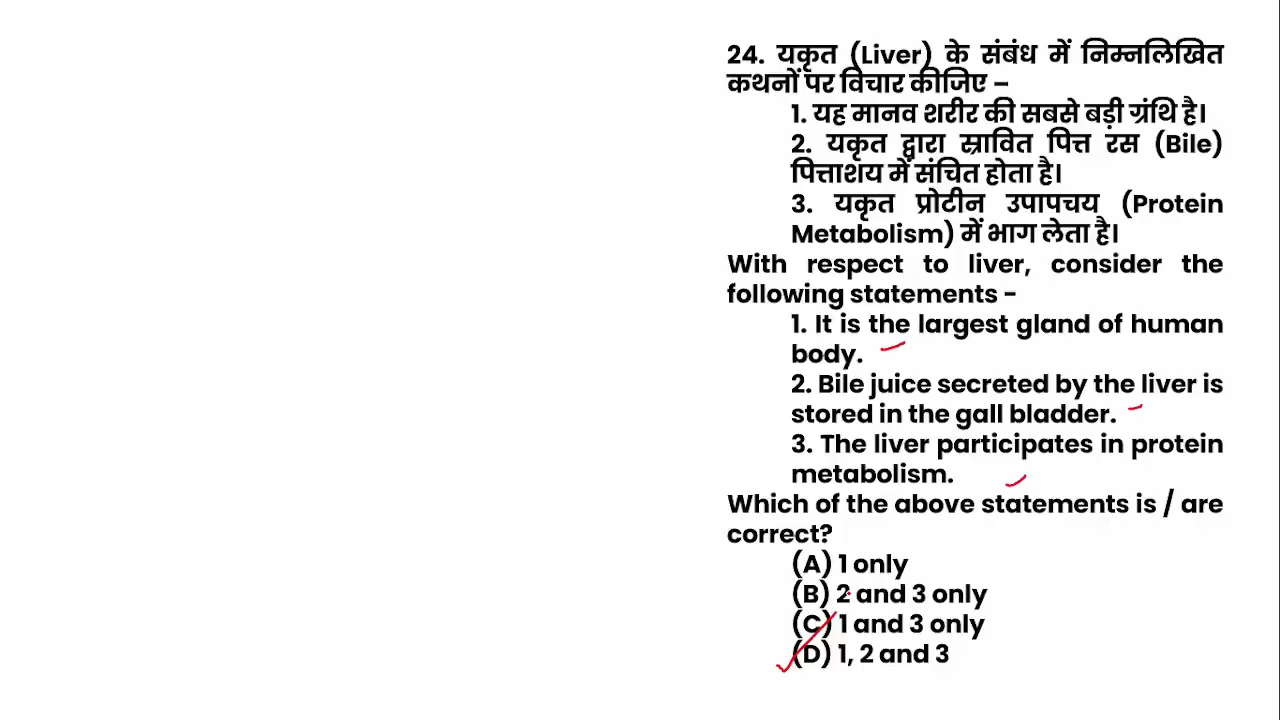 24. यकृत (Liver) के संबंध में निम्नलिखित
कथनों पर विचार कीजिए –
1. यह मानव शरीर की सबसे बड़ी ग्रंथि है।
2. यकृत द्वारा स्रावित पित्त रस (Bile)
पित्ताशय में संचित होता है।
3. यकृत प्रोटीन उपापचय (Protein
Metabolism) में भाग लेता है।
With respect to liver, consider the
following statements -
1. It is the largest gland of human
body.
2. Bile juice secreted by the liver is
stored in the gall bladder.
3. The liver participates in protein
metabolism.
Which of the above statements is / are
correct?
(A) 1 only
(B) 2 and 3 only
(C) 1 and 3 only
(D) 1, 2 and 3